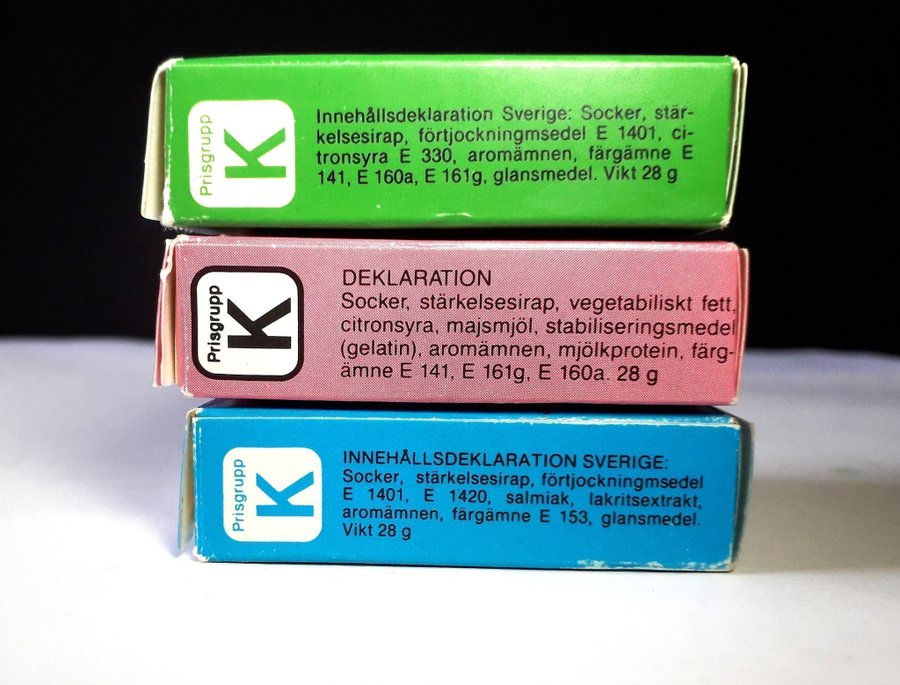 Prisgrupp
K
Innehållsdeklaration Sverige: Socker, stär-
kelsesirap, förtjockningmsedel E 1401, ci-
tronsyra E 330, aromämnen, färgämne E
141, E 160a, E 161g, glansmedel. Vikt 28 g
Prisgrupp
K
DEKLARATION
Socker, stärkelsesirap, vegetabiliskt fett,
citronsyra, majsmjöl, stabiliseringsmedel
(gelatin), aromämnen, mjölkprotein, färg-
ämne E 141, E 161g, E 160a. 28 g
Prisgrupp
K
INNEHÅLLSDEKLARATION SVERIGE:
Socker, stärkelsesirap, förtjockningmsedel
E 1401, E 1420, salmiak, lakritsextrakt,
aromämnen, färgämne E 153, glansmedel.
Vikt 28 g